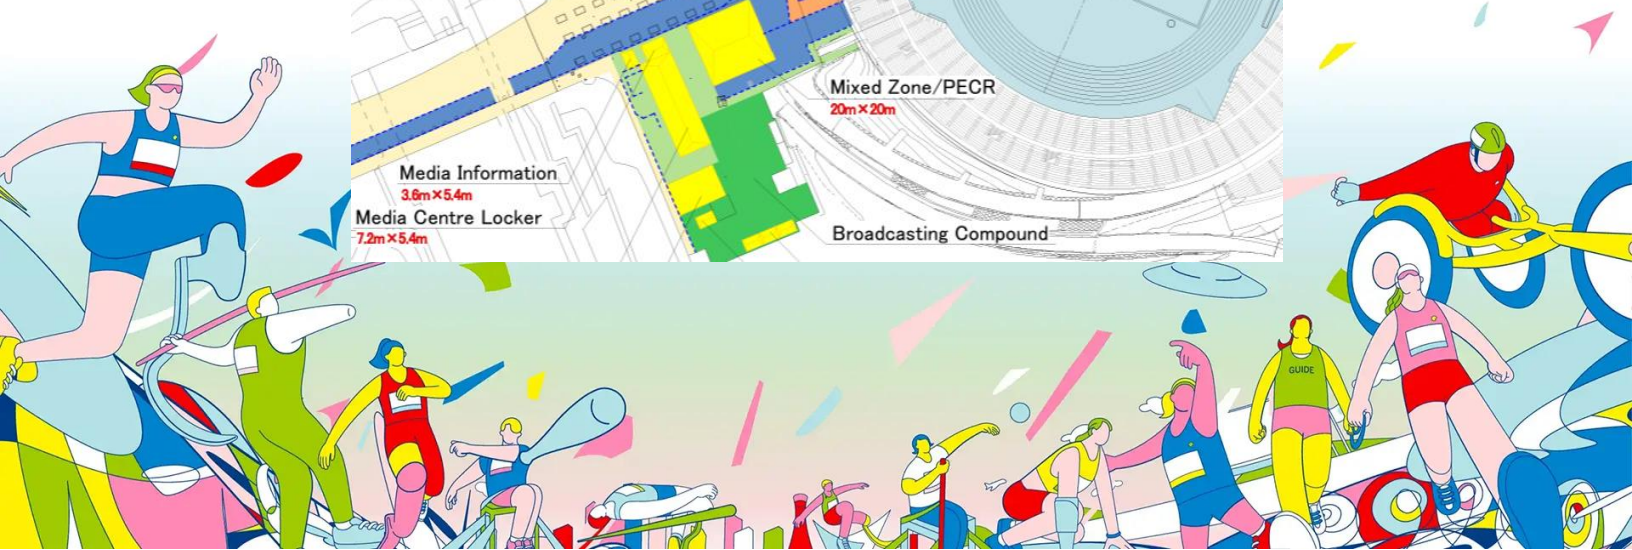 Mixed Zone/PECR
20m×20m
Media Information
3.6m×5.4m
Media Centre Locker
7.2m×5.4m
Broadcasting Compound
GUIDE